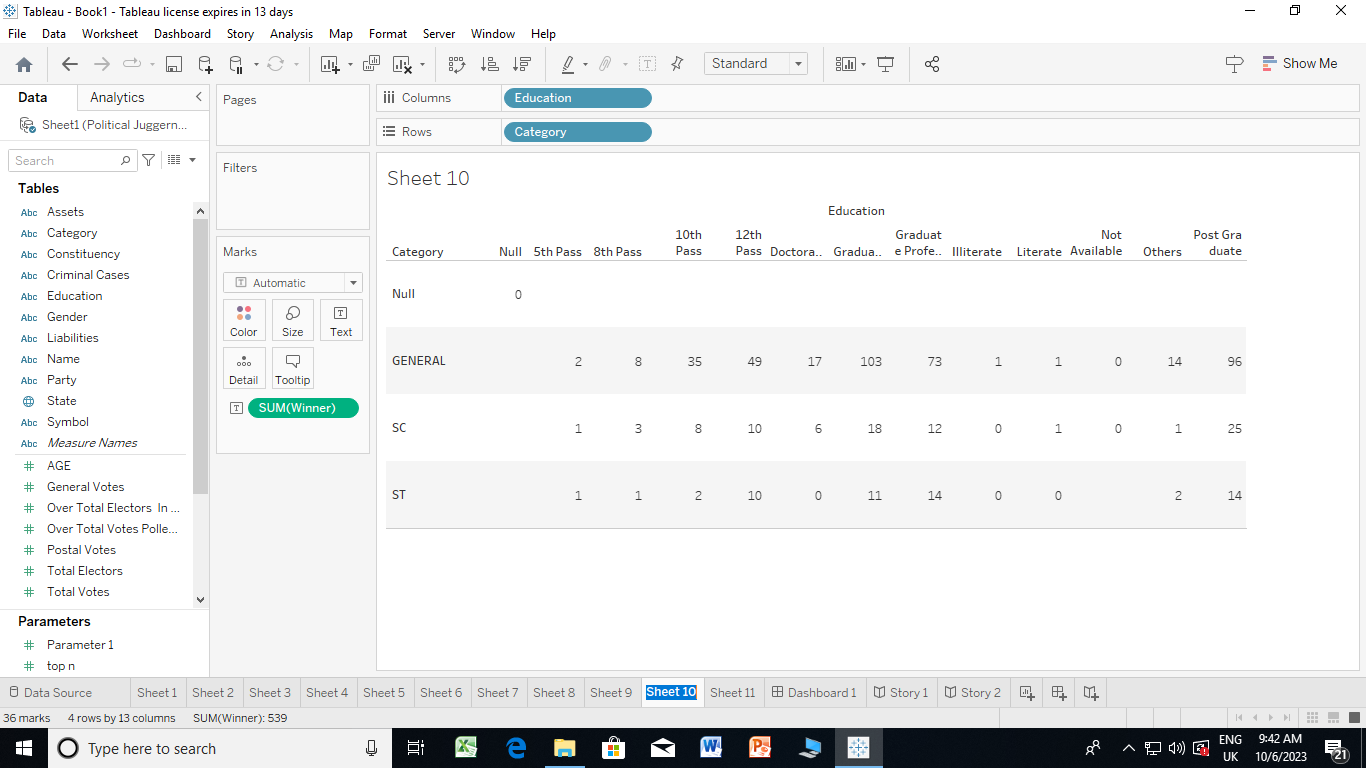 Tableau - Book1 - Tableau license expires in 13 days
File Data Worksheet Dashboard Story Analysis Map Format Server Window Help
Standard
Show Me
Data Analytics
Sheet1 (Political Juggern...
Search
Tables
Abc Assets
Abc Category
Abc Constituency
Abc Criminal Cases
Abc Education
Abc Gender
Abc Liabilities
Abc Name
Abc Party
State
Abc Symbol
Abc Measure Names
# AGE
# General Votes
# Over Total Electors In ...
# Over Total Votes Polle...
# Postal Votes
# Total Electors
# Total Votes
Parameters
# Parameter 1
# top n
Pages
Filters
Marks
T Automatic
Color Size Text
Detail Tooltip
T SUM(Winner)
Columns Education
Rows Category
Sheet 10
Education
Category Null 5th Pass 8th Pass 10th Pass 12th Pass Doctora.. Gradua.. Graduat e Profe.. Illiterate Literate Not Available Others Post Gra duate
Null 0
GENERAL 2 8 35 49 17 103 73 1 1 0 14 96
SC 1 3 8 10 6 18 12 0 1 0 1 25
ST 1 1 2 10 0 11 14 0 0 2 14
Data Source Sheet 1 Sheet 2 Sheet 3 Sheet 4 Sheet 5 Sheet 6 Sheet 7 Sheet 8 Sheet 9 Sheet 10 Sheet 11 Dashboard 1 Story 1 Story 2
36 marks 4 rows by 13 columns SUM(Winner): 539
Type here to search
ENG
UK
9:42 AM
10/6/2023
21